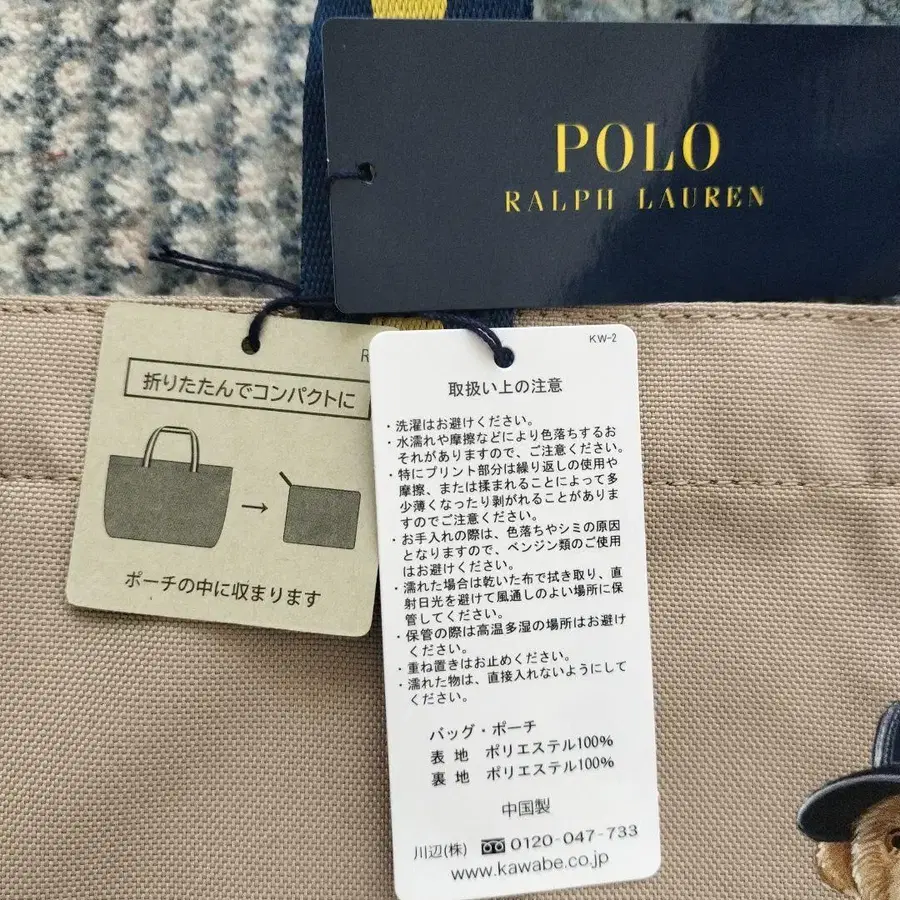 POLO
RALPH LAUREN
R
折りたたんでコンパクトに
ポーチの中に収まります
KW-2
取扱い上の注意
・洗濯はお避けください。
・水濡れや摩擦などにより色落ちするお
それがありますので、ご注意ください。
・特にプリント部分は繰り返しの使用や
摩擦、または揉まれることによって多
少薄くなったり剥がれることがありま
すのでご注意ください。
・お手入れの際は、色落ちやシミの原因
となりますので、ベンジン類のご使用
はお避けください。
・濡れた場合は乾いた布で拭き取り、直
射日光を避けて風通しのよい場所に保
管してください。
・保管の際は高温多湿の場所はお避け
ください。
・重ね置きはお止めください。
・濡れた物は、直接入れないようにして
ください。
バッグ・ポーチ
表 地 ポリエステル100%
裏 地 ポリエステル100%
中国製
川辺(株) 0120-047-733
www.kawabe.co.jp